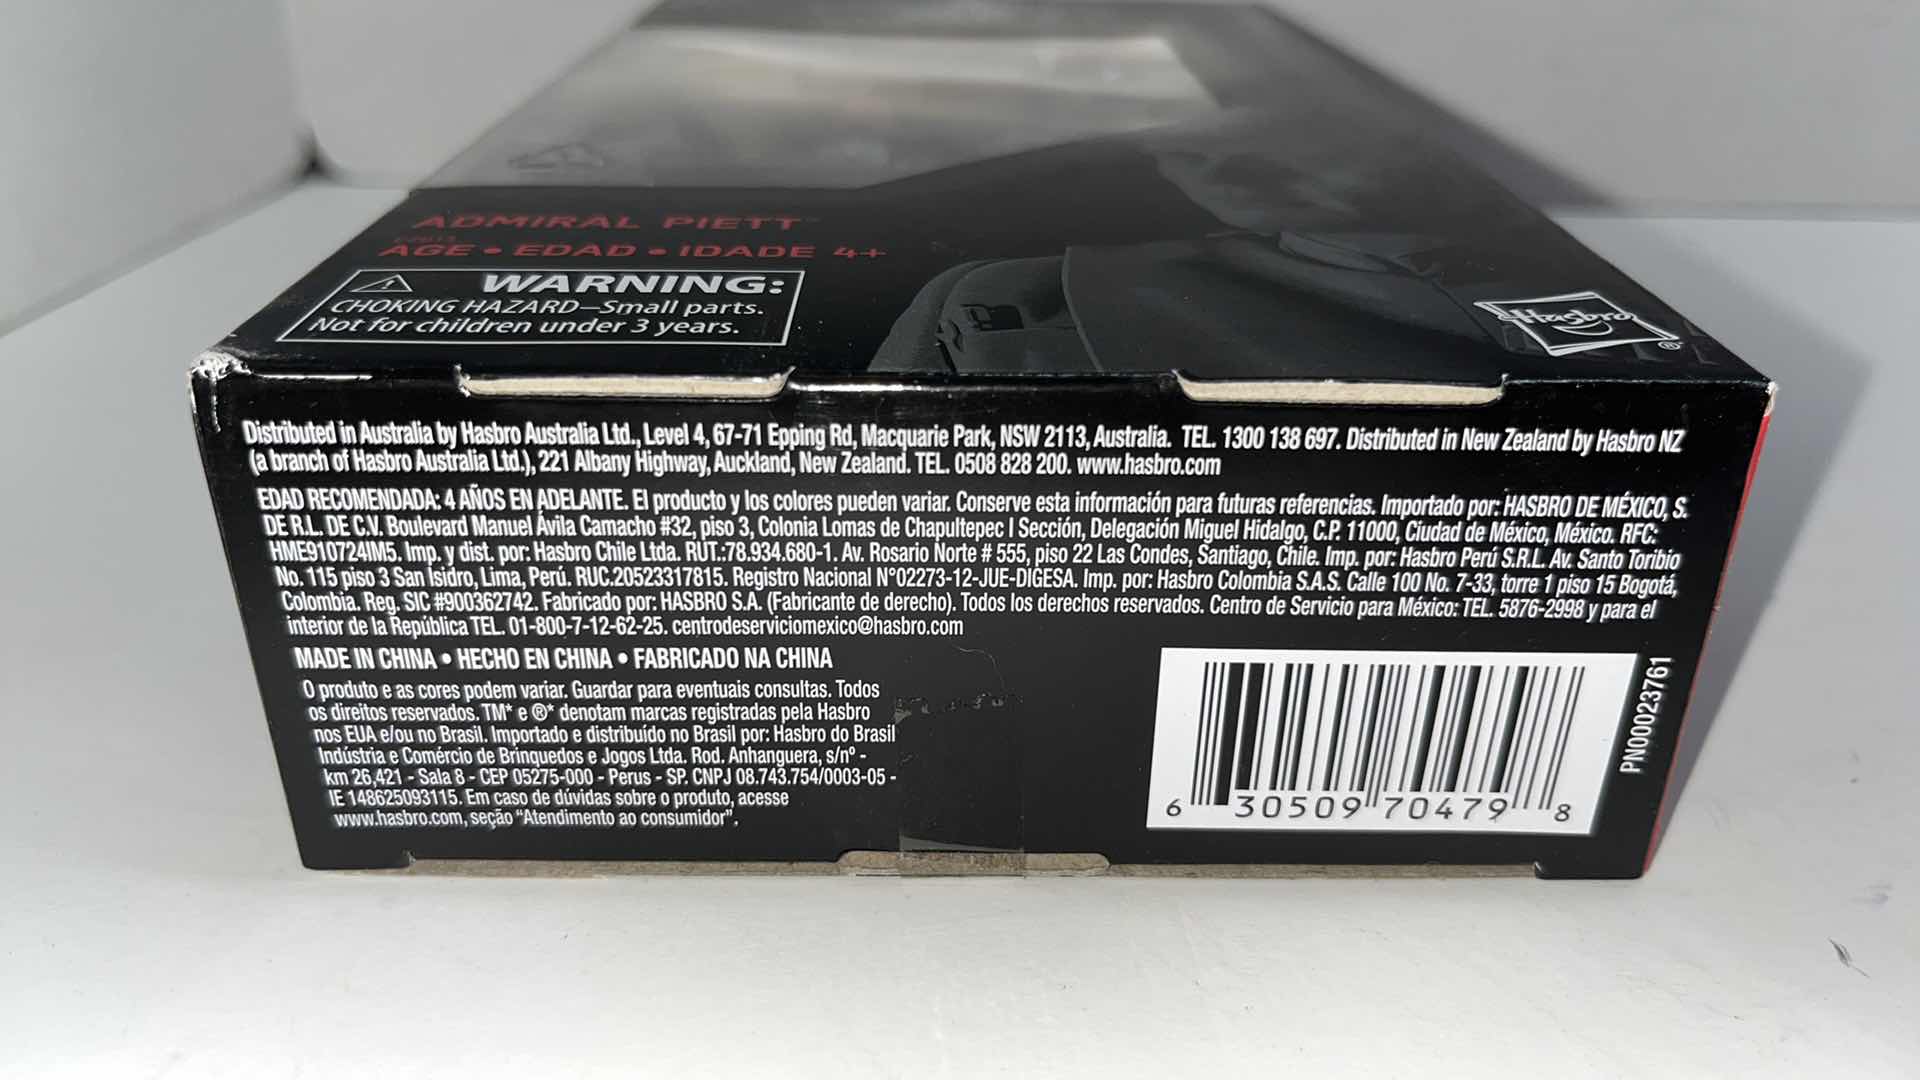 ADMIRAL PIETT™
AGE • EDAD • IDADE 4+
WARNING:
CHOKING HAZARD—Small parts.
Not for children under 3 years.
Hasbro®
Distributed in Australia by Hasbro Australia Ltd., Level 4, 67-71 Epping Rd, Macquarie Park, NSW 2113, Australia. TEL. 1300 138 697. Distributed in New Zealand by Hasbro NZ
(a branch of Hasbro Australia Ltd.), 221 Albany Highway, Auckland, New Zealand. TEL. 0508 828 200. www.hasbro.com
EDAD RECOMENDADA: 4 AÑOS EN ADELANTE. El producto y los colores pueden variar. Conserve esta información para futuras referencias. Importado por: HASBRO DE MÉXICO, S.
DE R.L. DE C.V. Boulevard Manuel Ávila Camacho #32, piso 3, Colonia Lomas de Chapultepec I Sección, Delegación Miguel Hidalgo, C.P. 11000, Ciudad de México, México. RFC:
HME910724IM5. Imp. y dist. por: Hasbro Chile Ltda. RUT.:78.934.680-1. Av. Rosario Norte # 555, piso 22 Las Condes, Santiago, Chile. Imp. por: Hasbro Perú S.R.L. Av. Santo Toribio
No. 115 piso 3 San Isidro, Lima, Perú. RUC.20523317815. Registro Nacional N°02273-12-JUE-DIGESA. Imp. por: Hasbro Colombia S.A.S. Calle 100 No. 7-33, torre 1 piso 15 Bogotá,
Colombia. Reg. SIC #900362742. Fabricado por: HASBRO S.A. (Fabricante de derecho). Todos los derechos reservados. Centro de Servicio para México: TEL. 5876-2998 y para el
interior de la República TEL. 01-800-7-12-62-25. centrodeserviciomexico@hasbro.com
MADE IN CHINA • HECHO EN CHINA • FABRICADO NA CHINA
O produto e as cores podem variar. Guardar para eventuais consultas. Todos
os direitos reservados. TM* e ®* denotam marcas registradas pela Hasbro
nos EUA e/ou no Brasil. Importado e distribuído no Brasil por: Hasbro do Brasil
Indústria e Comércio de Brinquedos e Jogos Ltda. Rod. Anhanguera, s/nº -
km 26,421 - Sala 8 - CEP 05275-000 - Perus - SP. CNPJ 08.743.754/0003-05 -
IE 148625093115. Em caso de dúvidas sobre o produto, acesse
www.hasbro.com, seção "Atendimento ao consumidor".
6 30509 70479 8
PN00023761